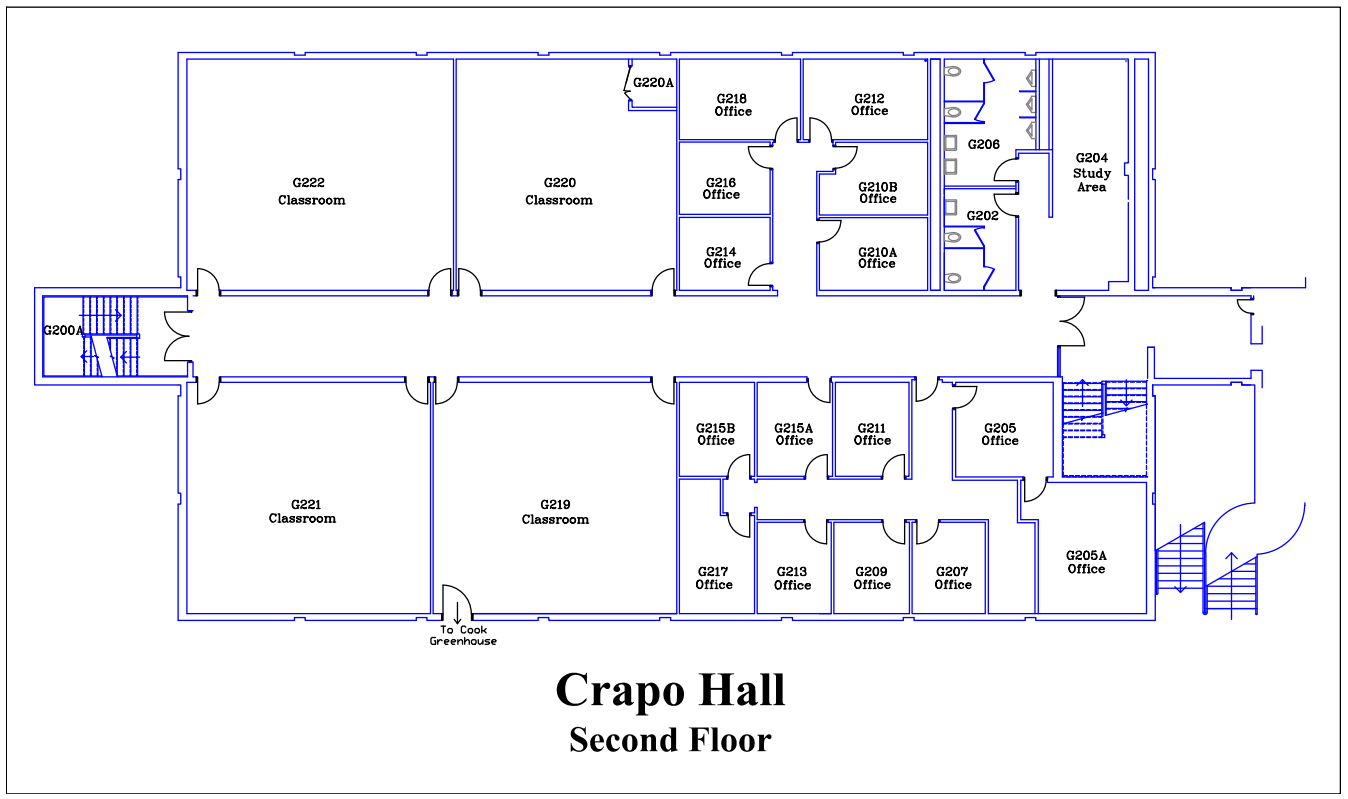 G220A
G218
Office
G212
Office
G206
G204
Study
Area
G222
Classroom
G220
Classroom
G216
Office
G210B
Office
G202
G214
Office
G210A
Office
G200A
G215B
Office
G215A
Office
G211
Office
G205
Office
G221
Classroom
G219
Classroom
G217
Office
G213
Office
G209
Office
G207
Office
G205A
Office
To Cook
Greenhouse
Crapo Hall
Second Floor